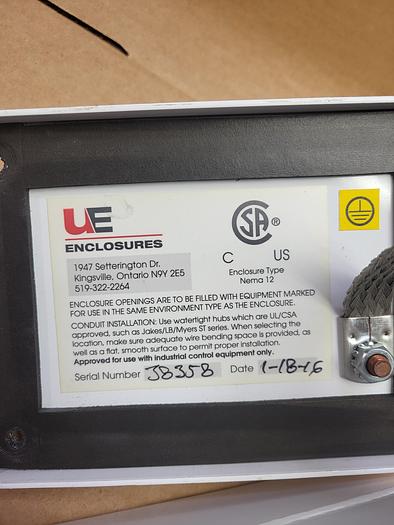 UE
ENCLOSURES
1947 Setterington Dr.
Kingsville, Ontario N9Y 2E5
519-322-2264
CSA ®
C US
Enclosure Type
Nema 12
ENCLOSURE OPENINGS ARE TO BE FILLED WITH EQUIPMENT MARKED
FOR USE IN THE SAME ENVIRONMENT TYPE AS THE ENCLOSURE.
CONDUIT INSTALLATION: Use watertight hubs which are UL/CSA
approved, such as Jakes/LB/Myers ST series. When selecting the
location, make sure adequate wire bending space is provided, as
well as a flat, smooth surface to permit proper installation.
Approved for use with industrial control equipment only.
Serial Number 38358 Date 1-18-16